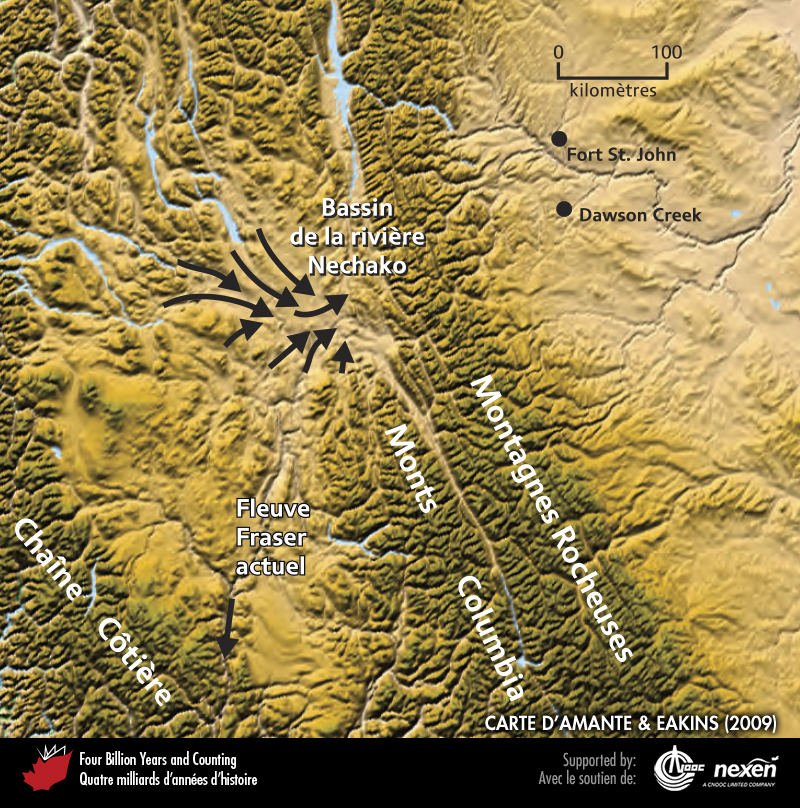 0 100
kilomètres
Fort St. John
Dawson Creek
Bassin
de la rivière
Nechako
Montagnes Rocheuses
Monts
Columbia
Fleuve
Fraser
actuel
Chaîne
Côtière
CARTE D'AMANTE & EAKINS (2009)
Four Billion Years and Counting
Quatre milliards d'années d'histoire
Supported by:
Avec le soutien de:
CNOOC
nexen
A CNOOC LIMITED COMPANY